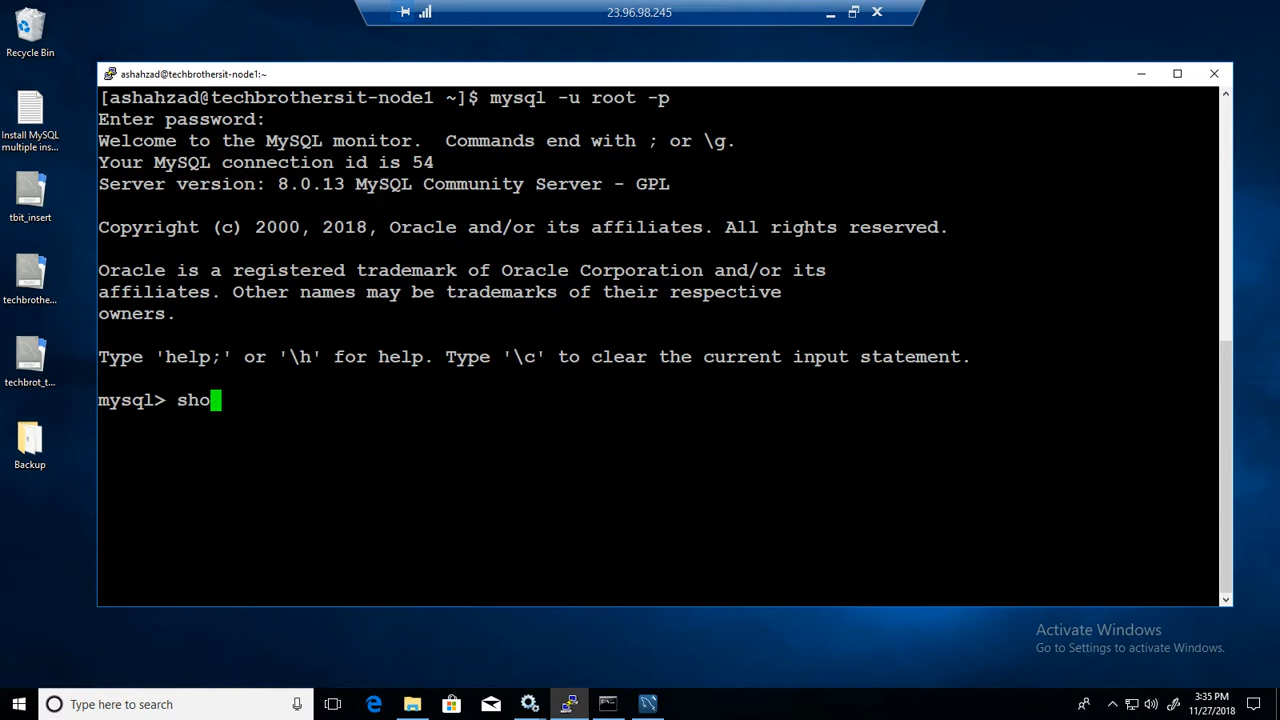 23.96.98.245
Recycle Bin
Install MySQL
multiple ins...
tbit_insert
techbrothe...
techbrot_t...
Backup
ashahzad@techbrothersit-node1:~
[ashahzad@techbrothersit-node1 ~]$ mysql -u root -p
Enter password:
Welcome to the MySQL monitor.  Commands end with ; or \g.
Your MySQL connection id is 54
Server version: 8.0.13 MySQL Community Server - GPL
Copyright (c) 2000, 2018, Oracle and/or its affiliates. All rights reserved.
Oracle is a registered trademark of Oracle Corporation and/or its
affiliates. Other names may be trademarks of their respective
owners.
Type 'help;' or '\h' for help. Type '\c' to clear the current input statement.
mysql> sho
Activate Windows
Go to Settings to activate Windows.
Type here to search
3:35 PM
11/27/2018